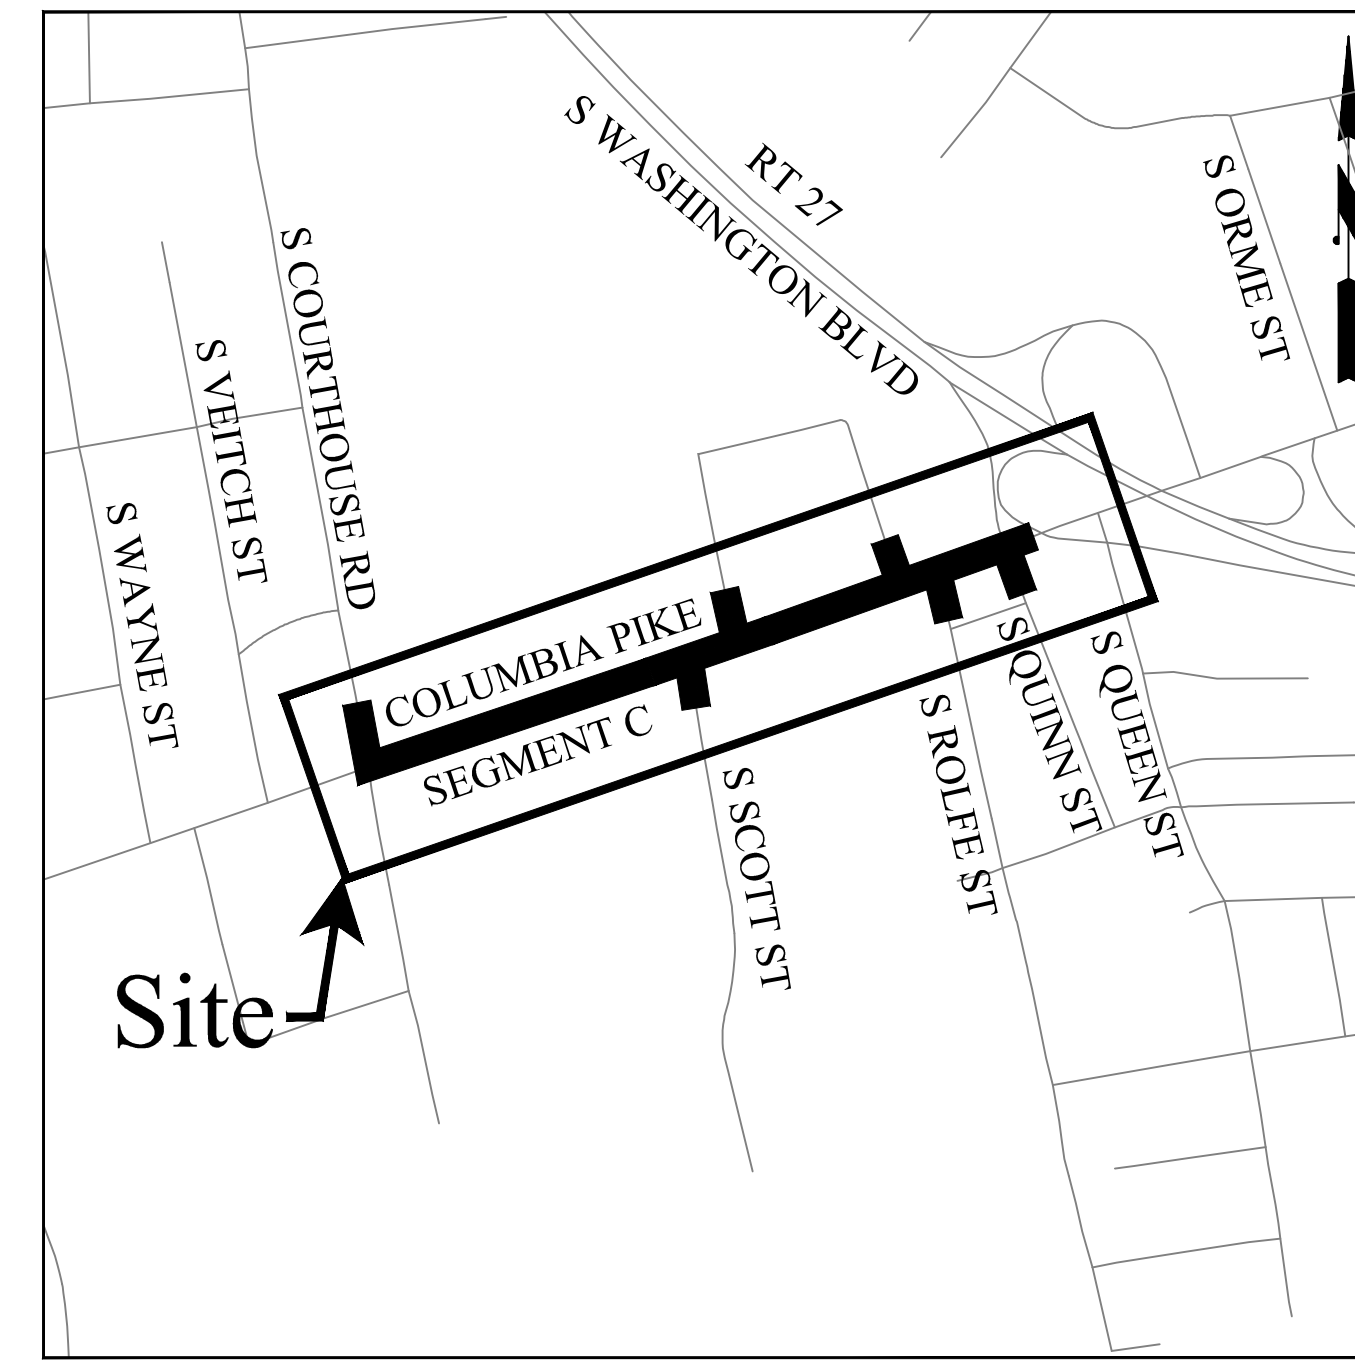 S WASHINGTON BLVD
RT 27
S ORME ST
S COURTHOUSE RD
S VEITCH ST
S WAYNE ST
COLUMBIA PIKE
SEGMENT C
S SCOTT ST
S ROLFE ST
S QUINN ST
S QUEEN ST
Site